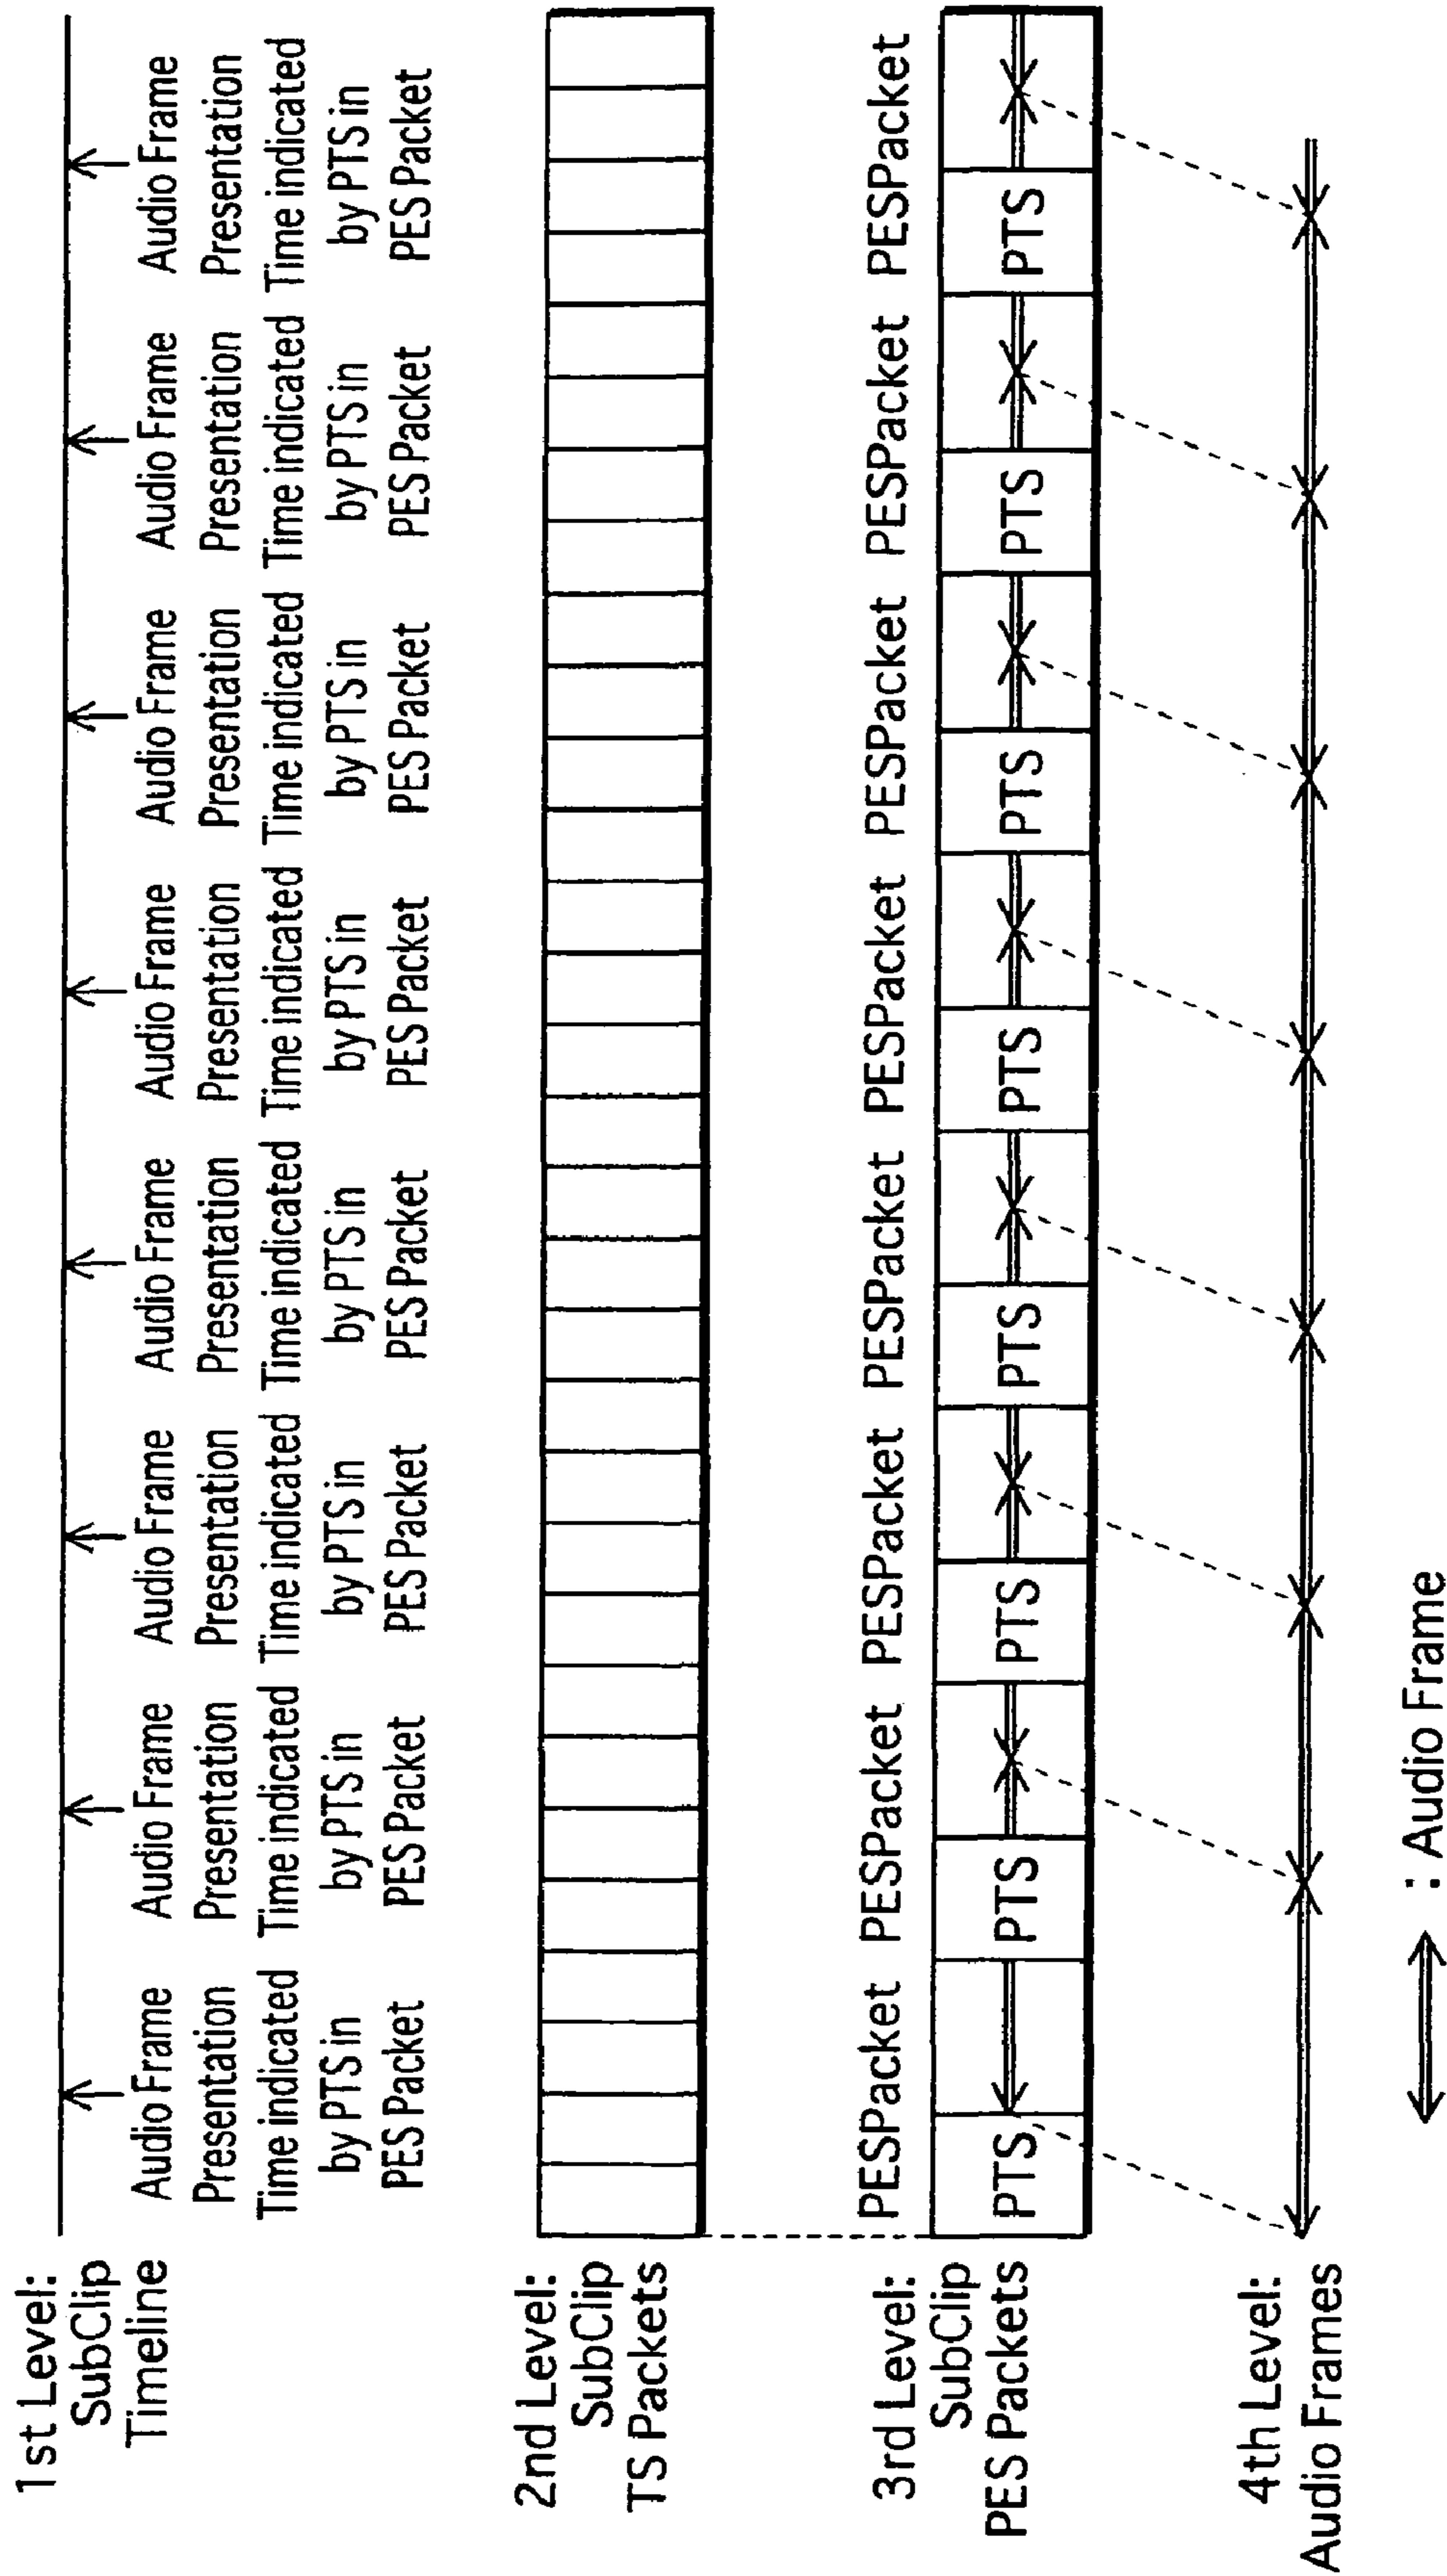 1st Level:
SubClip
Timeline
Audio Frame
Presentation
Time indicated
by PTS in
PES Packet
Audio Frame
Presentation
Time indicated
by PTS in
PES Packet
Audio Frame
Presentation
Time indicated
by PTS in
PES Packet
Audio Frame
Presentation
Time indicated
by PTS in
PES Packet
Audio Frame
Presentation
Time indicated
by PTS in
PES Packet
Audio Frame
Presentation
Time indicated
by PTS in
PES Packet
Audio Frame
Presentation
Time indicated
by PTS in
PES Packet
Audio Frame
Presentation
Time indicated
by PTS in
PES Packet
2nd Level:
SubClip
TS Packets
3rd Level:
SubClip
PES Packets
PESPacket PESPacket PESPacket PESPacket PESPacket PESPacket PESPacket PESPacket
PTS PTS PTS PTS PTS PTS PTS PTS
4th Level:
Audio Frames
: Audio Frame